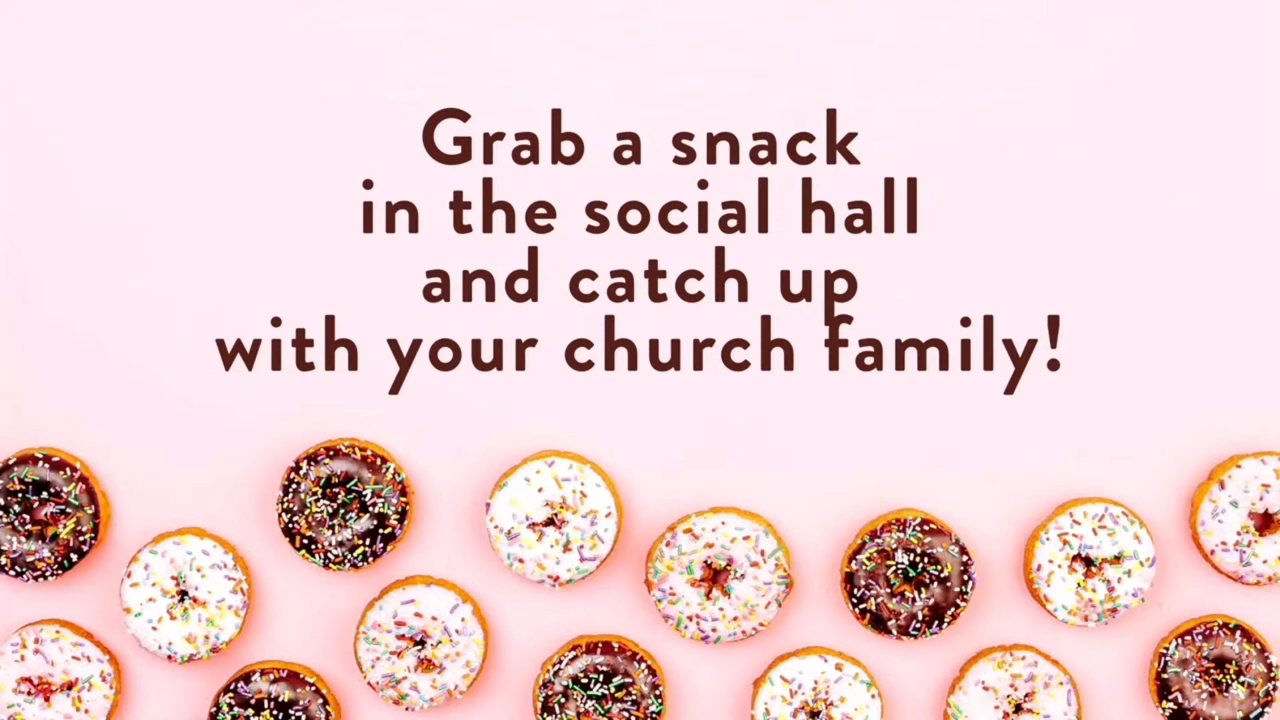 Grab a snack
in the social hall
and catch up
with your church family!